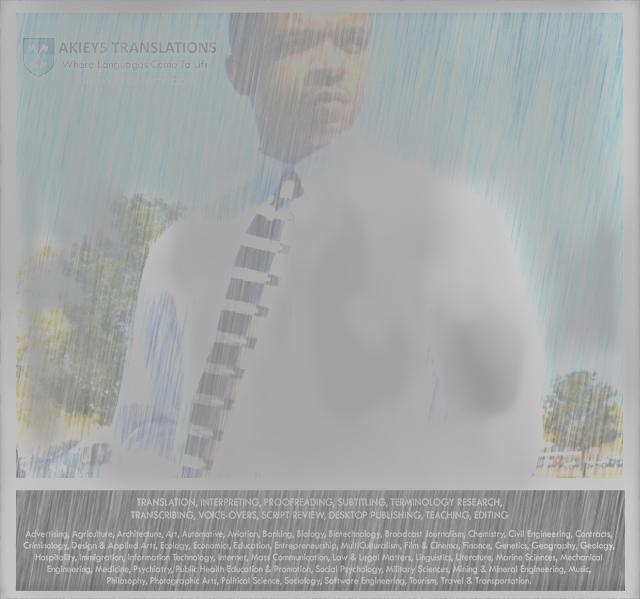 AKIEY5 TRANSLATIONS
Where Languages Come To Life
TRANSLATION, INTERPRETING, PROOFREADING, SUBTITLING, TERMINOLOGY RESEARCH,
TRANSCRIBING, VOICE-OVERS, SCRIPT REVIEW, DESKTOP PUBLISHING, TEACHING, EDITING
Advertising, Agriculture, Architecture, Art, Automotive, Aviation, Banking, Biology, Biotechnology, Broadcast Journalism, Chemistry, Civil Engineering, Contracts,
Criminology, Design & Applied Arts, Ecology, Economics, Education, Entrepreneurship, MultiCulturalism, Film & Cinema, Finance, Genetics, Geography, Geology,
Hospitality, Immigration, Information Technology, Internet, Mass Communication, Law & Legal Matters, Linguistics, Literature, Marine Sciences, Mechanical
Engineering, Medicine, Psychiatry, Public Health Education & Promotion, Social Psychology, Military Sciences, Mining & Mineral Engineering, Music,
Philosophy, Photographic Arts, Political Science, Sociology, Software Engineering, Tourism, Travel & Transportation.